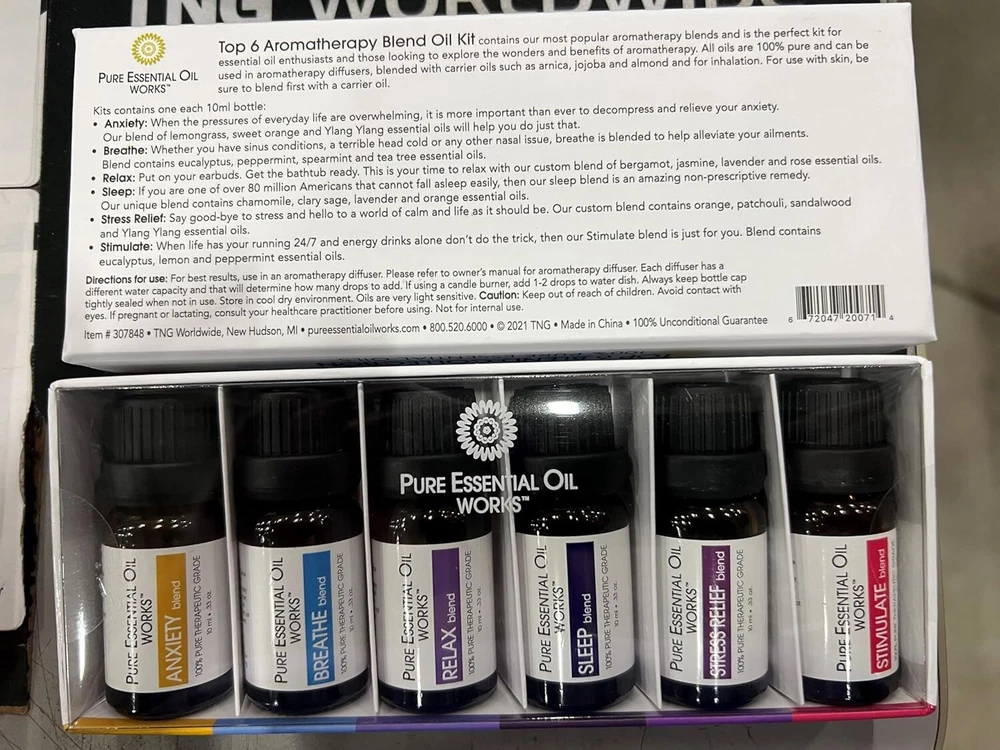 TNG WORLDWIDE
PURE ESSENTIAL OIL
WORKS™
Top 6 Aromatherapy Blend Oil Kit contains our most popular aromatherapy blends and is the perfect kit for
essential oil enthusiasts and those looking to explore the wonders and benefits of aromatherapy. All oils are 100% pure and can be
used in aromatherapy diffusers, blended with carrier oils such as arnica, jojoba and almond and for inhalation. For use with skin, be
sure to blend first with a carrier oil.
Kits contains one each 10ml bottle:
• Anxiety: When the pressures of everyday life are overwhelming, it is more important than ever to decompress and relieve your anxiety.
Our blend of lemongrass, sweet orange and Ylang Ylang essential oils will help you do just that.
• Breathe: Whether you have sinus conditions, a terrible head cold or any other nasal issue, breathe is blended to help alleviate your ailments.
Blend contains eucalyptus, peppermint, spearmint and tea tree essential oils.
• Relax: Put on your earbuds. Get the bathtub ready. This is your time to relax with our custom blend of bergamot, jasmine, lavender and rose essential oils.
• Sleep: If you are one of over 80 million Americans that cannot fall asleep easily, then our sleep blend is an amazing non-prescriptive remedy.
Our unique blend contains chamomile, clary sage, lavender and orange essential oils.
• Stress Relief: Say good-bye to stress and hello to a world of calm and life as it should be. Our custom blend contains orange, patchouli, sandalwood
and Ylang Ylang essential oils.
• Stimulate: When life has your running 24/7 and energy drinks alone don't do the trick, then our Stimulate blend is just for you. Blend contains
eucalyptus, lemon and peppermint essential oils.
Directions for use: For best results, use in an aromatherapy diffuser. Please refer to owner's manual for aromatherapy diffuser. Each diffuser has a
different water capacity and that will determine how many drops to add. If using a candle burner, add 1-2 drops to water dish. Always keep bottle cap
tightly sealed when not in use. Store in cool dry environment. Oils are very light sensitive. Caution: Keep out of reach of children. Avoid contact with
eyes. If pregnant or lactating, consult your healthcare practitioner before using. Not for internal use.
Item # 307848 • TNG Worldwide, New Hudson, MI • pureessentialoilworks.com • 800.520.6000 • © 2021 TNG • Made in China • 100% Unconditional Guarantee
6 72047 20071 4
PURE ESSENTIAL OIL
WORKS™
PURE ESSENTIAL OIL
WORKS™
ANXIETY blend
100% PURE THERAPEUTIC GRADE
10 ml • .33 oz.
PURE ESSENTIAL OIL
WORKS™
BREATHE blend
100% PURE THERAPEUTIC GRADE
10 ml • .33 oz.
PURE ESSENTIAL OIL
WORKS™
RELAX blend
100% PURE THERAPEUTIC GRADE
10 ml • .33 oz.
PURE ESSENTIAL OIL
WORKS™
SLEEP blend
100% PURE THERAPEUTIC GRADE
10 ml • .33 oz.
PURE ESSENTIAL OIL
WORKS™
STRESS RELIEF blend
100% PURE THERAPEUTIC GRADE
10 ml • .33 oz.
PURE ESSENTIAL OIL
WORKS™
STIMULATE blend